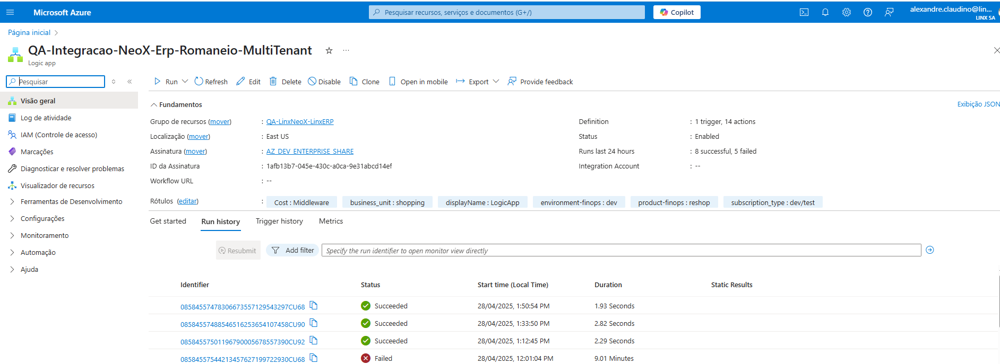 Microsoft Azure
Pesquisar recursos, serviços e documentos (G+/)
Copilot
alexandre.claudino@lin...
LINX SA
Página inicial
QA-Integracao-NeoX-Erp-Romaneio-MultiTenant
Logic app
Pesquisar
Run Refresh Edit Delete Disable Clone Open in mobile Export Provide feedback
Visão geral
Log de atividade
IAM (Controle de acesso)
Marcações
Diagnosticar e resolver problemas
Visualizador de recursos
Ferramentas de Desenvolvimento
Configurações
Monitoramento
Automação
Ajuda
Fundamentos
Exibição JSON
Grupo de recursos (mover) : QA-LinxNeoX-LinxERP
Localização (mover) : East US
Assinatura (mover) : AZ_DEV_ENTERPRISE_SHARE
ID da Assinatura : 1afb13b7-045e-430c-a0ca-9e31abcd14ef
Workflow URL : --
Definition : 1 trigger, 14 actions
Status : Enabled
Runs last 24 hours : 8 successful, 5 failed
Integration Account : --
Rótulos (editar) : Cost : Middleware business_unit : shopping displayName : LogicApp environment-finops : dev product-finops : reshop subscription_type : dev/test
Get started Run history Trigger history Metrics
Resubmit Add filter Specify the run identifier to open monitor view directly
Identifier Status Start time (Local Time) Duration Static Results
08584557478306673557129543297CU68 Succeeded 28/04/2025, 1:50:54 PM 1.93 Seconds
08584557488546516253654107458CU90 Succeeded 28/04/2025, 1:33:50 PM 2.82 Seconds
08584557501196790005678557390CU92 Succeeded 28/04/2025, 1:12:45 PM 2.29 Seconds
08584557544213457627199722930CU68 Failed 28/04/2025, 12:01:04 PM 9.01 Minutes